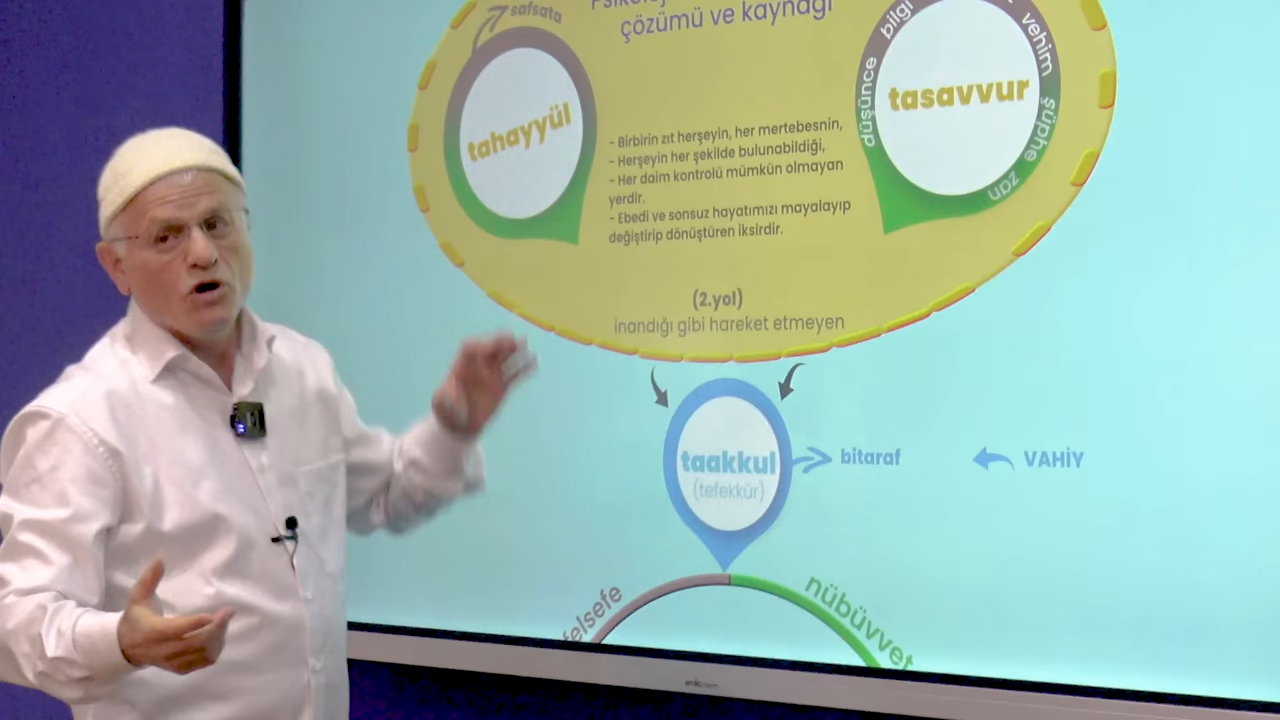 safsata
çözümü ve kaynağı
bilgi
vehim
düşünce
şüphe
zan
tahayyül
tasavvur
- Birbirin zıt herşeyin, her mertebesnin,
- Herşeyin her şekilde bulunabildiği,
- Her daim kontrolü mümkün olmayan
yerdir.
- Ebedi ve sonsuz hayatımızı mayalayıp
değiştirip dönüştüren iksirdir.
(2.yol)
inandığı gibi hareket etmeyen
taakkul
(tefekkür)
bitaraf
VAHİY
felsefe
nübüvvet